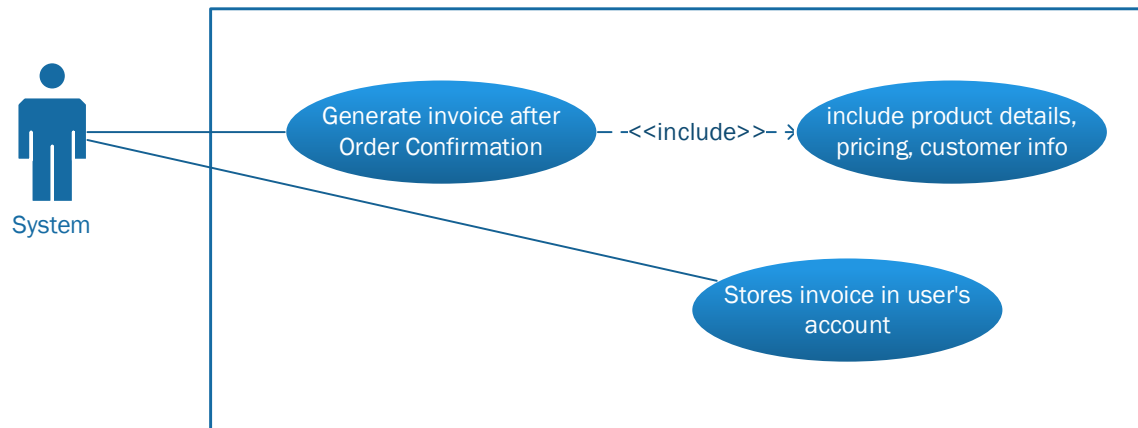 Generate invoice after
Order Confirmation
<<include>>
include product details,
pricing, customer info
System
Stores invoice in user's
account